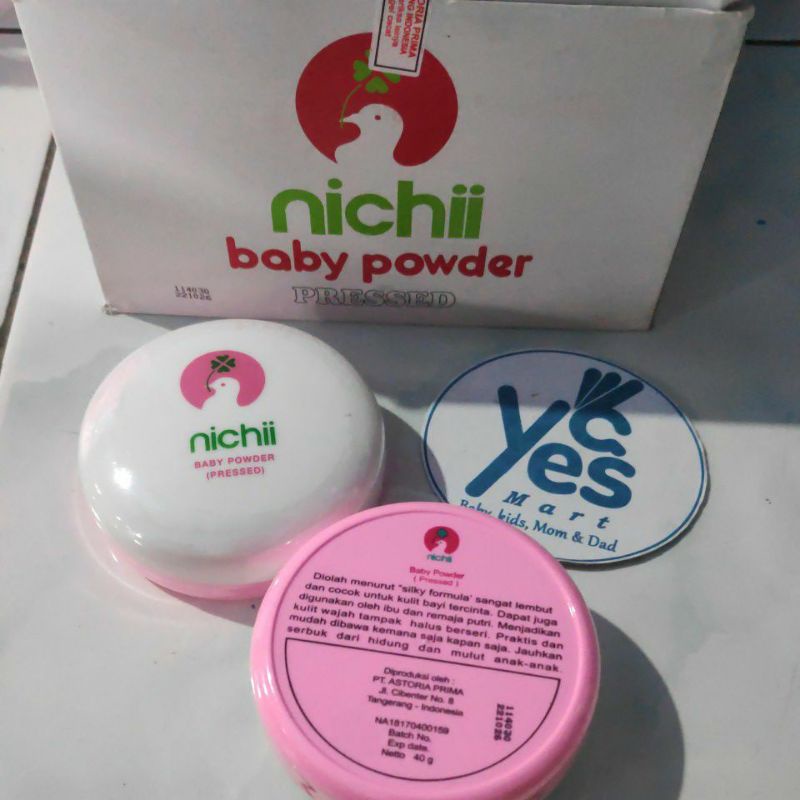 ASTORIA PRIMA
INDONESIA
nichii
baby powder
PRESSED
114030
221026
nichii
BABY POWDER
(PRESSED)
Yes
Mart
Baby, kids, Mom & Dad
nichii
Baby Powder
( Pressed )
Diolah menurut "silky formula' sangat lembut
dan cocok untuk kulit bayi tercinta. Dapat juga
digunakan oleh ibu dan remaja putri. Menjadikan
kulit wajah tampak halus berseri. Praktis dan
mudah dibawa kemana saja kapan saja. Jauhkan
serbuk dari hidung dan mulut anak-anak
Diproduksi oleh :
PT. ASTORIA PRIMA
Jl. Cibenter No. 8
Tangerang - Indonesia
NA18170400159
Batch No.
Exp date.
Netto 40 g
114030
221026